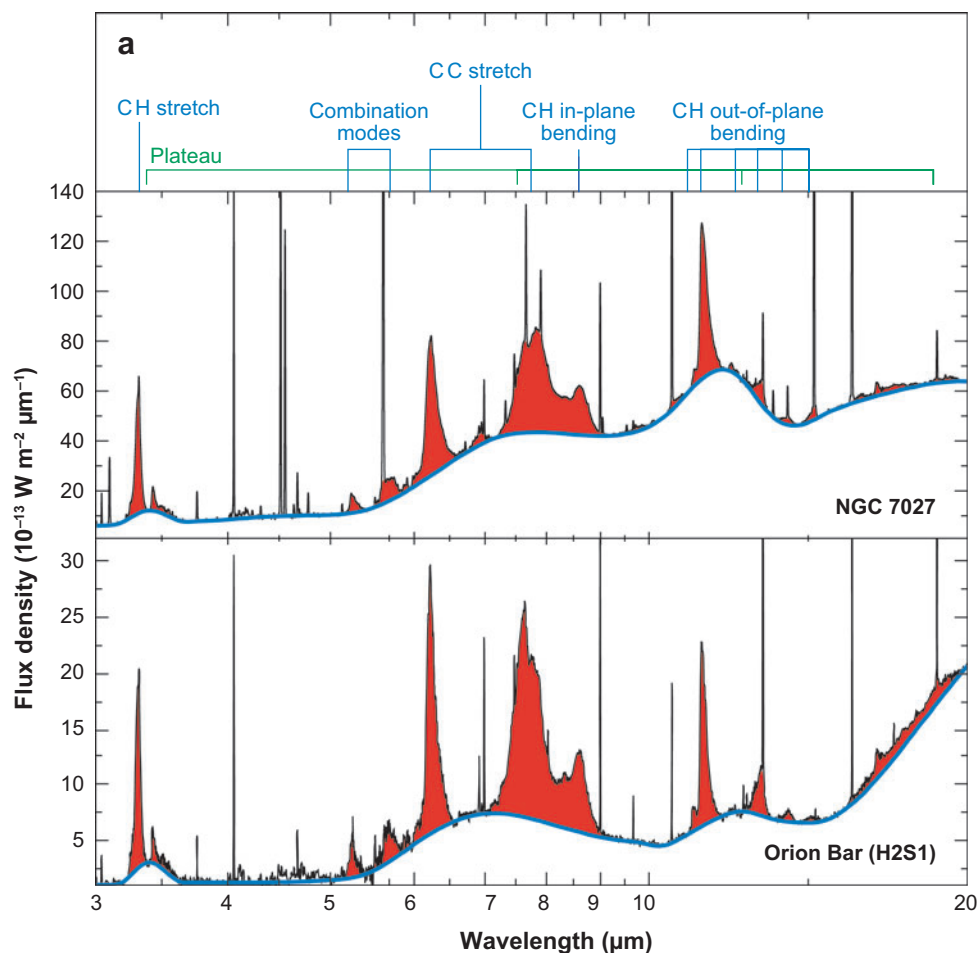 a
CC stretch
CH stretch
Combination
modes
CH in-plane
bending
CH out-of-plane
bending
Plateau
140
120
100
80
60
40
20
NGC 7027
Flux density (10⁻¹³ W m⁻² µm⁻¹)
30
25
20
15
10
5
Orion Bar (H2S1)
3 4 5 6 7 8 9 10 20
Wavelength (µm)